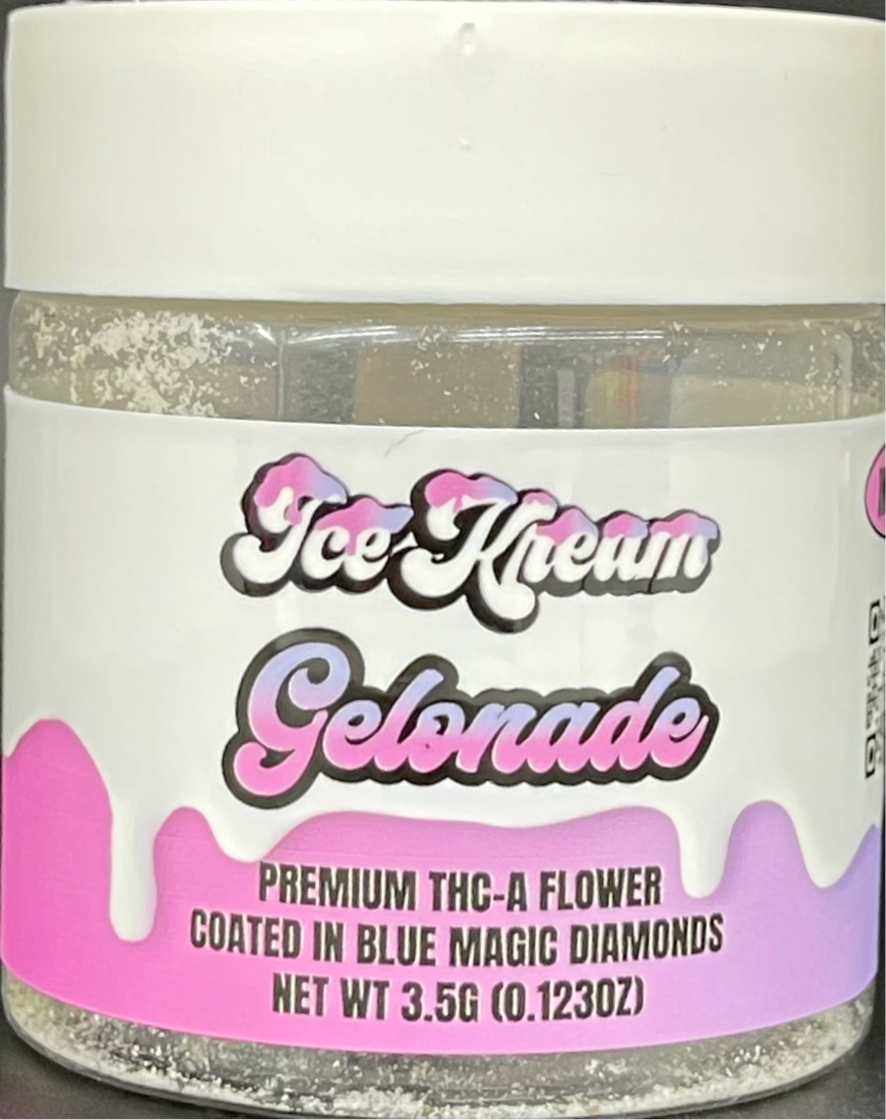 Ice Kream
Gelonade
PREMIUM THC-A FLOWER
COATED IN BLUE MAGIC DIAMONDS
NET WT 3.5G (0.123OZ)